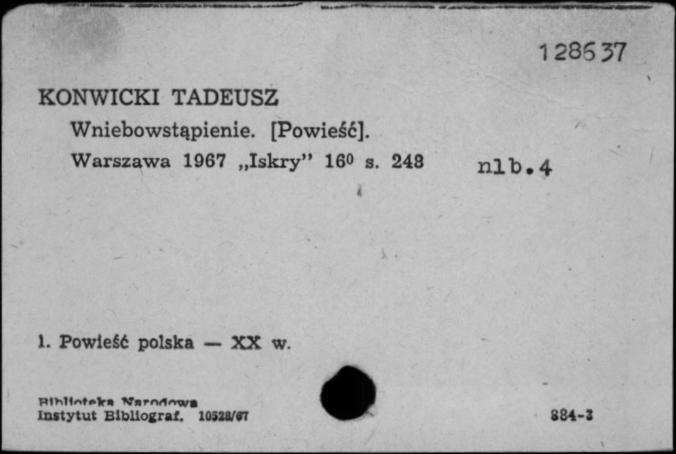 128637
KONWICKI TADEUSZ
Wniebowstąpienie. [Powieść].
Warszawa 1967 „Iskry” 16⁰ s. 248 nlb.4
1. Powieść polska — XX w.
Biblioteka Narodowa
Instytut Bibliograf. 10528/67
884-3